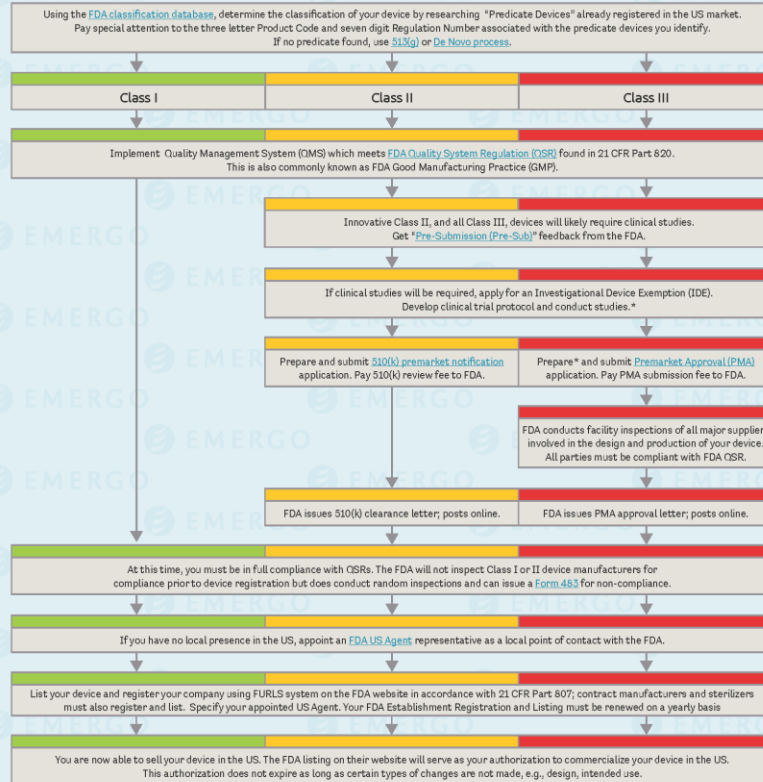 Using the FDA classification database, determine the classification of your device by researching "Predicate Devices" already registered in the US market.
Pay special attention to the three letter Product Code and seven digit Regulation Number associated with the predicate devices you identify.
If no predicate found, use 513(g) or De Novo process.
Class I
Class II
Class III
Implement Quality Management System (QMS) which meets FDA Quality System Regulation (QSR) found in 21 CFR Part 820.
This is also commonly known as FDA Good Manufacturing Practice (GMP).
Innovative Class II, and all Class III, devices will likely require clinical studies.
Get "Pre-Submission (Pre-Sub)" feedback from the FDA.
If clinical studies will be required, apply for an Investigational Device Exemption (IDE).
Develop clinical trial protocol and conduct studies.*
Prepare and submit 510(k) premarket notification
application. Pay 510(k) review fee to FDA.
Prepare* and submit Premarket Approval (PMA)
application. Pay PMA submission fee to FDA.
FDA conducts facility inspections of all major supplier
involved in the design and production of your device.
All parties must be compliant with FDA QSR.
FDA issues 510(k) clearance letter; posts online.
FDA issues PMA approval letter; posts online.
At this time, you must be in full compliance with QSRs. The FDA will not inspect Class I or II device manufacturers for
compliance prior to device registration but does conduct random inspections and can issue a Form 483 for non-compliance.
If you have no local presence in the US, appoint an FDA US Agent representative as a local point of contact with the FDA.
List your device and register your company using FURLS system on the FDA website in accordance with 21 CFR Part 807; contract manufacturers and sterilizers
must also register and list. Specify your appointed US Agent. Your FDA Establishment Registration and Listing must be renewed on a yearly basis
You are now able to sell your device in the US. The FDA listing on their website will serve as your authorization to commercialize your device in the US.
This authorization does not expire as long as certain types of changes are not made, e.g., design, intended use.
EMERGO